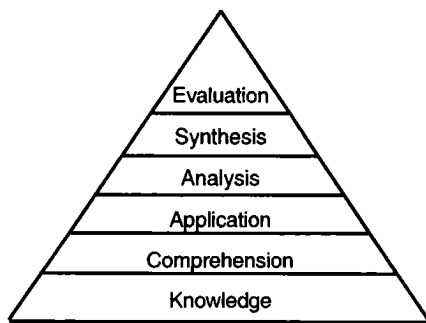 Evaluation
Synthesis
Analysis
Application
Comprehension
Knowledge